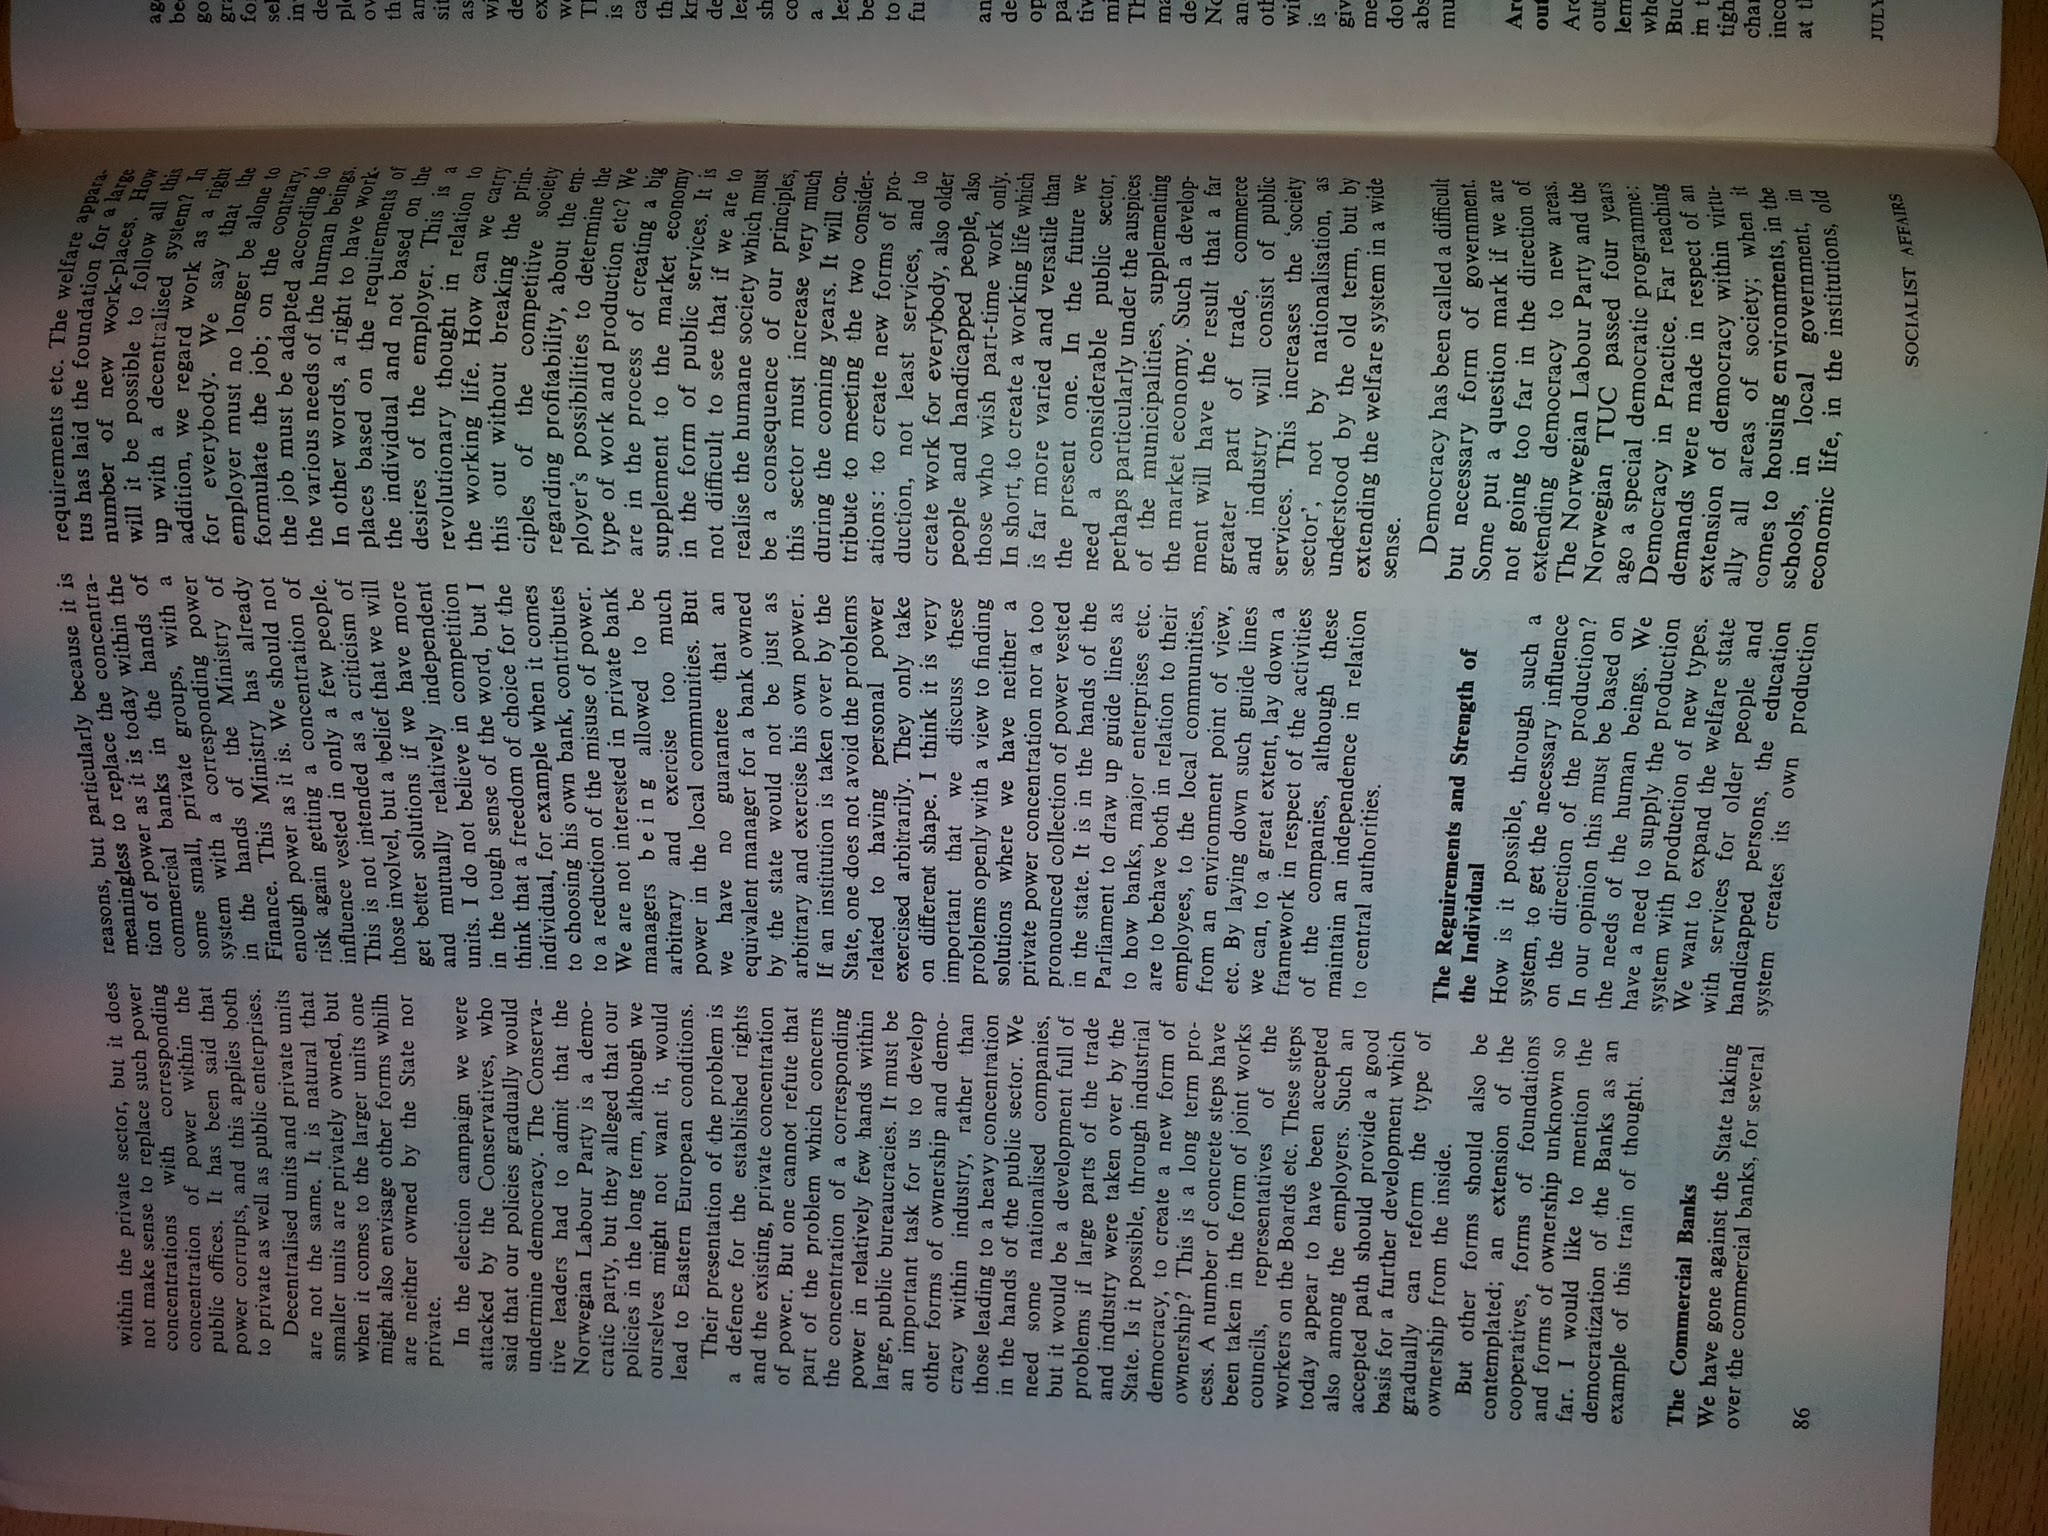 within the private sector, but it does
not make sense to replace such power
concentrations with corresponding
concentration of power within the
public offices. It has been said that
power corrupts, and this applies both
to private as well as public enterprises.
Decentralised units and private units
are not the same. It is natural that
smaller units are privately owned, but
when it comes to the larger units one
might also envisage other forms whilh
are neither owned by the State nor
private.
In the election campaign we were
attacked by the Conservatives, who
said that our policies gradually would
undermine democracy. The Conserva-
tive leaders had to admit that the
Norwegian Labour Party is a demo-
cratic party, but they alleged that our
policies in the long term, although we
ourselves might not want it, would
lead to Eastern European conditions.
Their presentation of the problem is
a defence for the established rights
and the existing, private concentration
of power. But one cannot refute that
part of the problem which concerns
the concentration of a corresponding
power in relatively few hands within
large, public bureaucracies. It must be
an important task for us to develop
other forms of ownership and demo-
cracy within industry, rather than
those leading to a heavy concentration
in the hands of the public sector. We
need some nationalised companies,
but it would be a development full of
problems if large parts of the trade
and industry were taken over by the
State. Is it possible, through industrial
democracy, to create a new form of
ownership? This is a long term pro-
cess. A number of concrete steps have
been taken in the form of joint works
councils, representatives of the
workers on the Boards etc. These steps
today appear to have been accepted
also among the employers. Such an
accepted path should provide a good
basis for a further development which
gradually can reform the type of
ownership from the inside.
But other forms should also be
contemplated; an extension of the
cooperatives, forms of foundations
and forms of ownership unknown so
far. I would like to mention the
democratization of the Banks as an
example of this train of thought.
The Commercial Banks
We have gone against the State taking
over the commercial banks, for several
86
reasons, but particularly because it is
meaningless to replace the concentra-
tion of power as it is today within the
commercial banks in the hands of
some small, private groups, with a
system with a corresponding power
in the hands of the Ministry of
Finance. This Ministry has already
enough power as it is. We should not
risk again getting a concentration of
influence vested in only a few people.
This is not intended as a criticism of
those involvel, but a belief that we will
get better solutions if we have more
and mutually relatively independent
units. I do not believe in competition
in the tough sense of the word, but I
think that a freedom of choice for the
individual, for example when it comes
to choosing his own bank, contributes
to a reduction of the misuse of power.
We are not interested in private bank
managers being allowed to be
arbitrary and exercise too much
power in the local communities. But
we have no guarantee that an
equivalent manager for a bank owned
by the state would not be just as
arbitrary and exercise his own power.
If an institution is taken over by the
State, one does not avoid the problems
related to having personal power
exercised arbitrarily. They only take
on different shape. I think it is very
important that we discuss these
problems openly with a view to finding
solutions where we have neither a
private power concentration nor a too
pronounced collection of power vested
in the state. It is in the hands of the
Parliament to draw up guide lines as
to how banks, major enterprises etc.
are to behave both in relation to their
employees, to the local communities,
from an environment point of view,
etc. By laying down such guide lines
we can, to a great extent, lay down a
framework in respect of the activities
of the companies, although these
maintain an independence in relation
to central authorities.
The Reguirements and Strength of
the Individual
How is it possible, through such a
system, to get the necessary influence
on the direction of the production?
In our opinion this must be based on
the needs of the human beings. We
have a need to supply the production
system with production of new types.
We want to expand the welfare state
with services for older people and
handicapped persons, the education
system creates its own production
requirements etc. The welfare appara-
tus has laid the foundation for a large
number of new work-places. How
will it be possible to follow all this
up with a decentralised system? In
addition, we regard work as a right
for everybody. We say that the
employer must no longer be alone to
formulate the job; on the contrary,
the job must be adapted according to
the various needs of the human beings.
In other words, a right to have work-
places based on the requirements of
the individual and not based on the
desires of the employer. This is a
revolutionary thought in relation to
the working life. How can we carry
this out without breaking the prin-
ciples of the competitive society
regarding profitability, about the em-
ployer's possibilities to determine the
type of work and production etc? We
are in the process of creating a big
supplement to the market economy
in the form of public services. It is
not difficult to see that if we are to
realise the humane society which must
be a consequence of our principles,
this sector must increase very much
during the coming years. It will con-
tribute to meeting the two consider-
ations: to create new forms of pro-
duction, not least services, and to
create work for everybody, also older
people and handicapped people, also
those who wish part-time work only.
In short, to create a working life which
is far more varied and versatile than
the present one. In the future we
need a considerable public sector,
perhaps particularly under the auspices
of the municipalities, supplementing
the market economy. Such a develop-
ment will have the result that a far
greater part of trade, commerce
and industry will consist of public
services. This increases the 'society
sector', not by nationalisation, as
understood by the old term, but by
extending the welfare system in a wide
sense.
Democracy has been called a difficult
but necessary form of government.
Some put a question mark if we are
not going too far in the direction of
extending democracy to new areas.
The Norwegian Labour Party and the
Norwegian TUC passed four years
ago a special democratic programme:
Democracy in Practice. Far reaching
demands were made in respect of an
extension of democracy within virtu-
ally all areas of society; when it
comes to housing environments, in the
schools, in local government, in
economic life, in the institutions, old
SOCIALIST AFFAIRS
JULY